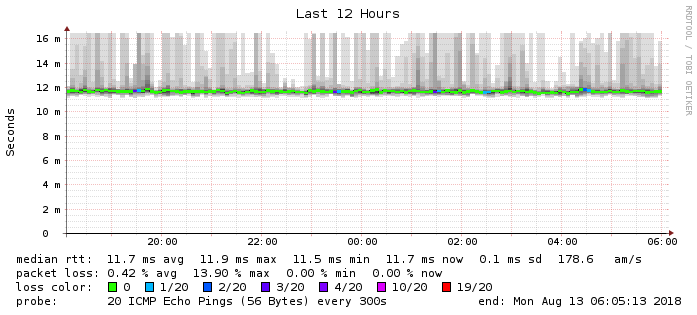 Last 12 Hours
RRDTOOL / TOBI OETIKER
Seconds
16 m
14 m
12 m
10 m
8 m
6 m
4 m
2 m
0
20:00 22:00 00:00 02:00 04:00 06:00
median rtt: 11.7 ms avg 11.9 ms max 11.5 ms min 11.7 ms now 0.1 ms sd 178.6 am/s
packet loss: 0.42 % avg 13.90 % max 0.00 % min 0.00 % now
loss color: 0 1/20 2/20 3/20 4/20 10/20 19/20
probe: 20 ICMP Echo Pings (56 Bytes) every 300s end: Mon Aug 13 06:05:13 2018